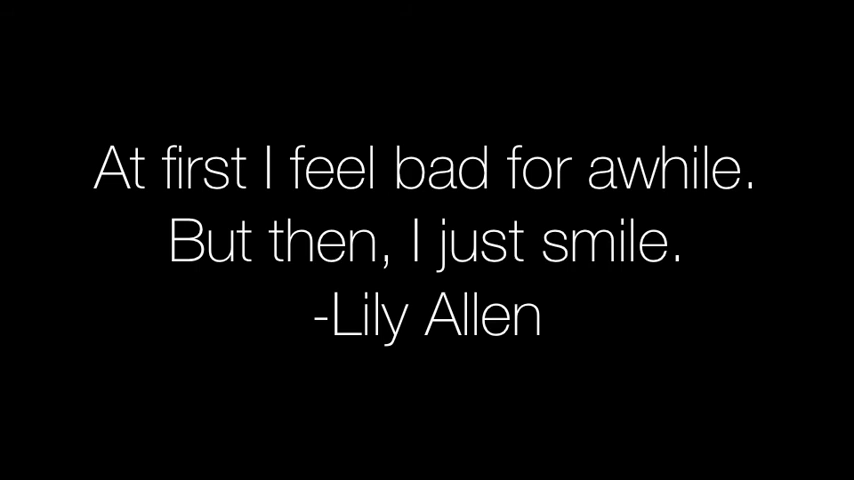 At first I feel bad for awhile.
But then, I just smile.
-Lily Allen